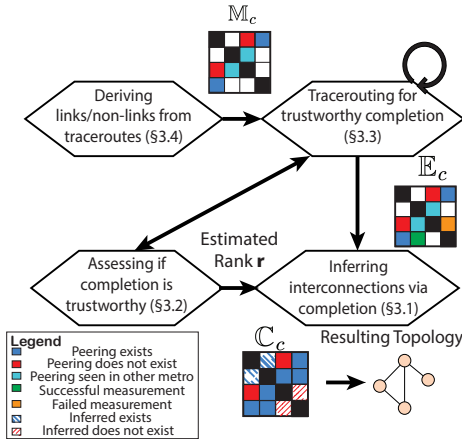 𝕄c
Deriving
links/non-links from
traceroutes (§3.4)
Tracerouting for
trustworthy completion
(§3.3)
𝔼c
Estimated
Rank r
Assessing if
completion is
trustworthy (§3.2)
Inferring
interconnections via
completion (§3.1)
Legend
Peering exists
Peering does not exist
Peering seen in other metro
Successful measurement
Failed measurement
Inferred exists
Inferred does not exist
ℂc
Resulting Topology